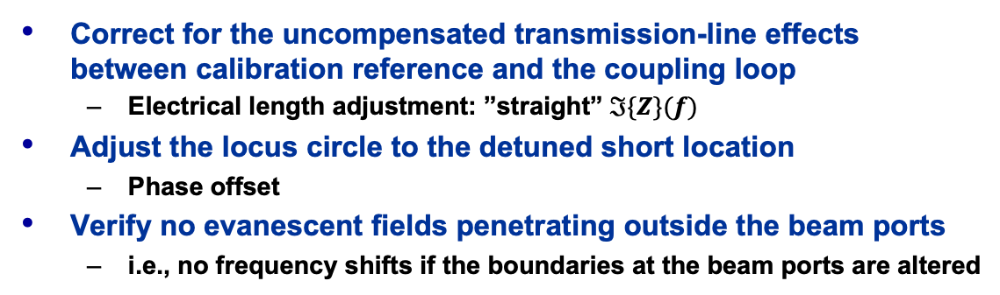 • Correct for the uncompensated transmission-line effects
between calibration reference and the coupling loop
– Electrical length adjustment: ”straight” ℑ{Z}(f)
• Adjust the locus circle to the detuned short location
– Phase offset
• Verify no evanescent fields penetrating outside the beam ports
– i.e., no frequency shifts if the boundaries at the beam ports are altered